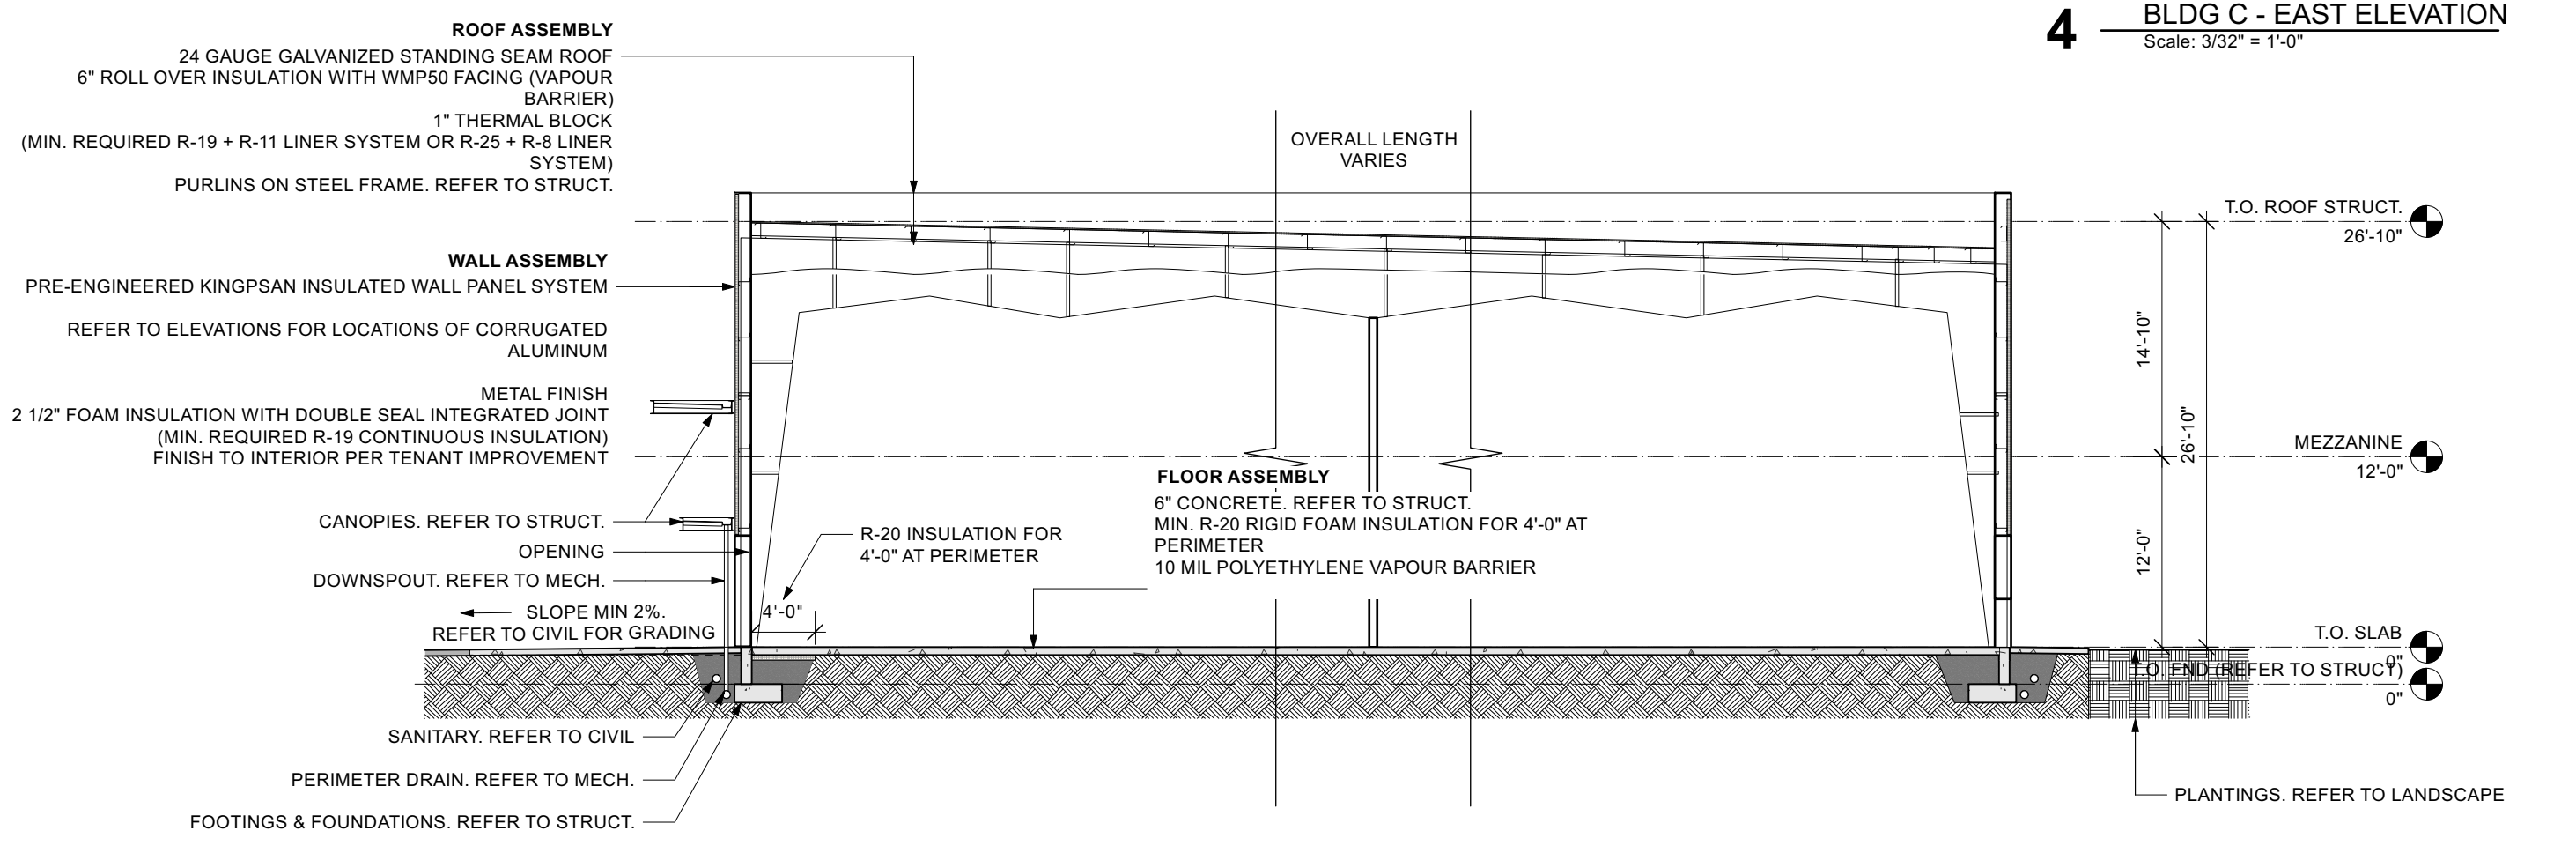 4
BLDG C - EAST ELEVATION
Scale: 3/32" = 1'-0"
ROOF ASSEMBLY
24 GAUGE GALVANIZED STANDING SEAM ROOF
6" ROLL OVER INSULATION WITH WMP50 FACING (VAPOUR
BARRIER)
1" THERMAL BLOCK
(MIN. REQUIRED R-19 + R-11 LINER SYSTEM OR R-25 + R-8 LINER
SYSTEM)
PURLINS ON STEEL FRAME. REFER TO STRUCT.
OVERALL LENGTH
VARIES
WALL ASSEMBLY
PRE-ENGINEERED KINGPSAN INSULATED WALL PANEL SYSTEM
REFER TO ELEVATIONS FOR LOCATIONS OF CORRUGATED
ALUMINUM
METAL FINISH
2 1/2" FOAM INSULATION WITH DOUBLE SEAL INTEGRATED JOINT
(MIN. REQUIRED R-19 CONTINUOUS INSULATION)
FINISH TO INTERIOR PER TENANT IMPROVEMENT
CANOPIES. REFER TO STRUCT.
OPENING
DOWNSPOUT. REFER TO MECH.
SLOPE MIN 2%.
REFER TO CIVIL FOR GRADING
R-20 INSULATION FOR
4'-0" AT PERIMETER
4'-0"
FLOOR ASSEMBLY
6" CONCRETE. REFER TO STRUCT.
MIN. R-20 RIGID FOAM INSULATION FOR 4'-0" AT
PERIMETER
10 MIL POLYETHYLENE VAPOUR BARRIER
T.O. ROOF STRUCT.
26'-10"
14'-10"
26'-10"
MEZZANINE
12'-0"
12'-0"
T.O. SLAB
0"
T.O. FND (REFER TO STRUCT)
0"
SANITARY. REFER TO CIVIL
PERIMETER DRAIN. REFER TO MECH.
FOOTINGS & FOUNDATIONS. REFER TO STRUCT.
PLANTINGS. REFER TO LANDSCAPE